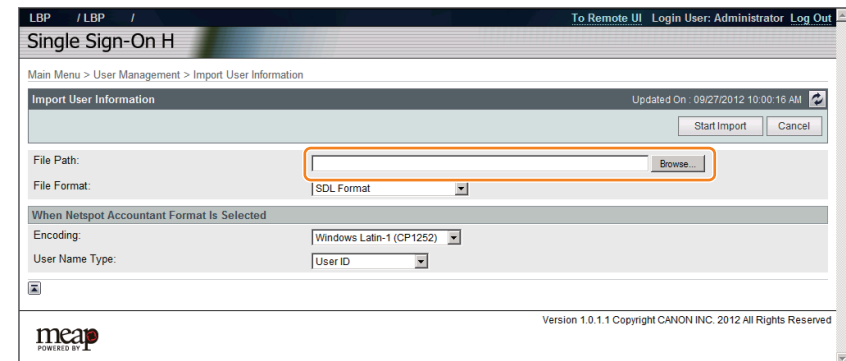 LBP / LBP /
To Remote UI Login User: Administrator Log Out
Single Sign-On H
Main Menu > User Management > Import User Information
Import User Information
Updated On : 09/27/2012 10:00:16 AM
Start Import Cancel
File Path:
Browse...
File Format:
SDL Format
When Netspot Accountant Format Is Selected
Encoding:
Windows Latin-1 (CP1252)
User Name Type:
User ID
Version 1.0.1.1 Copyright CANON INC. 2012 All Rights Reserved
meap
POWERED BY